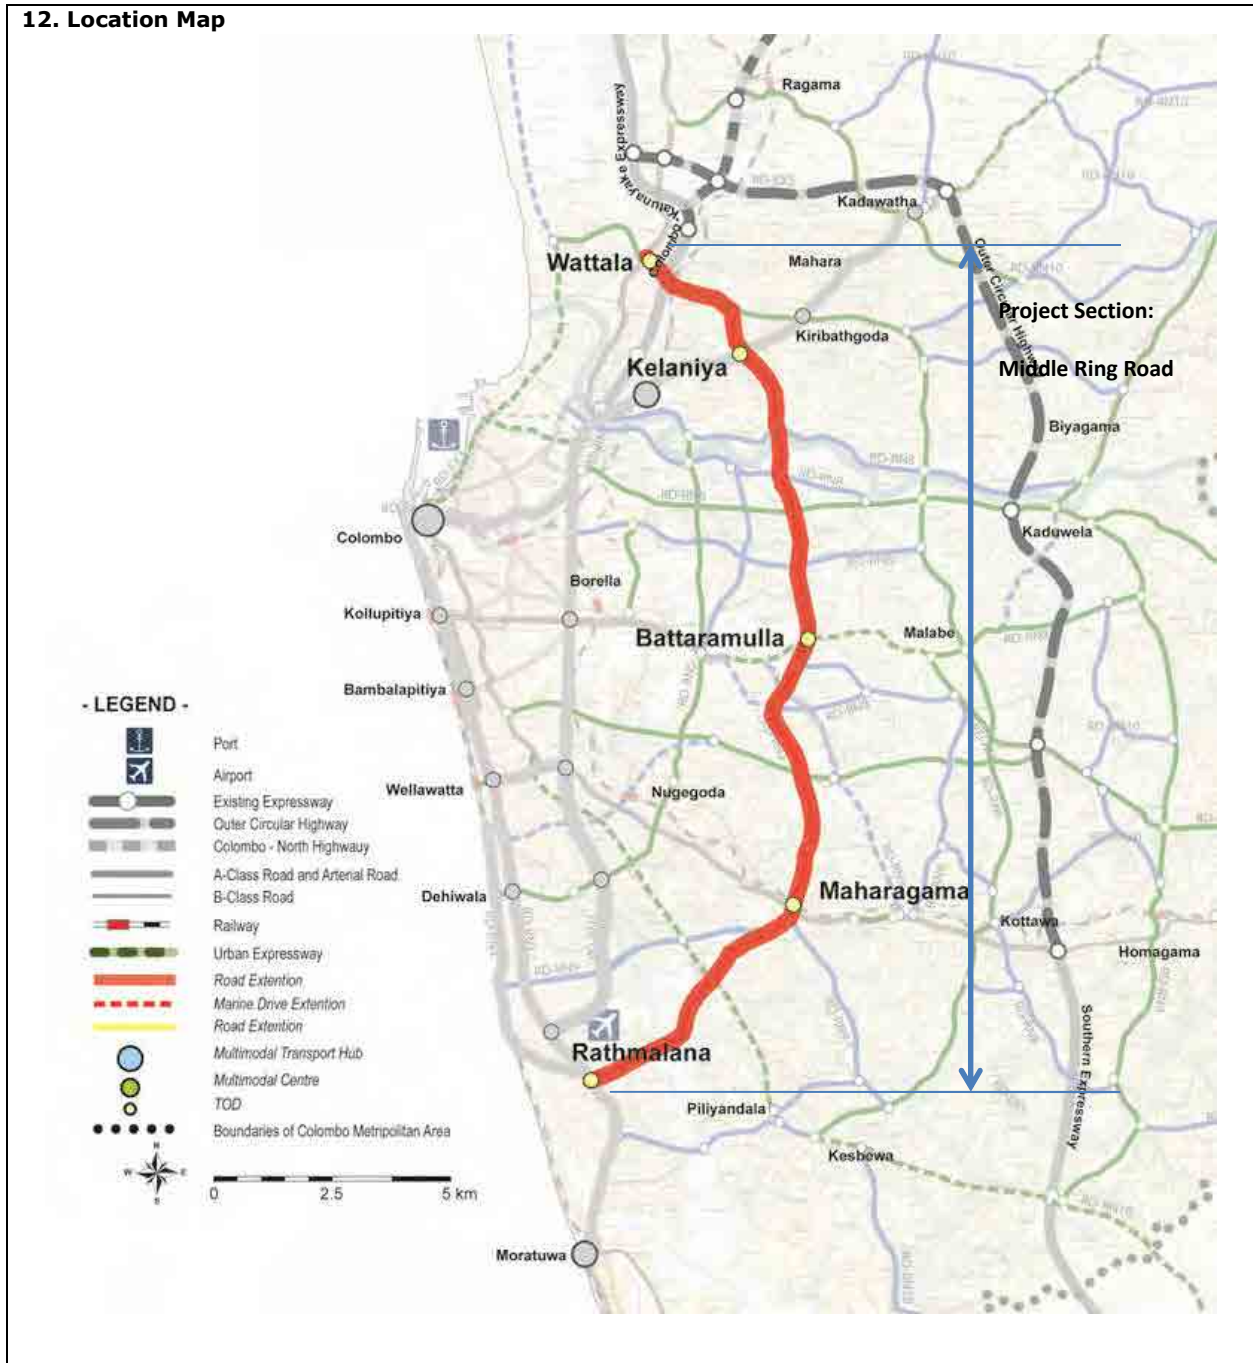 12. Location Map
Ragama
Katunayake Expressway
Colombo-
Kadawatha
Wattala
Mahara
Outer Circular Highway
Project Section:
Middle Ring Road
Kiribathgoda
Kelaniya
Biyagama
Colombo
Kaduwela
Borella
Kollupitiya
Battaramulla
Malabe
Bambalapitiya
- LEGEND -
Port
Airport
Existing Expressway
Outer Circular Highway
Colombo - North Highwauy
A-Class Road and Arterial Road
B-Class Road
Railway
Urban Expressway
Road Extention
Marine Drive Extention
Road Extention
Multimodal Transport Hub
Multimodal Centre
TOD
Boundaries of Colombo Metripolitan Area
N
W
E
S
0 2.5 5 km
Wellawatta
Nugegoda
Dehiwala
Maharagama
Kottawa
Homagama
Southern Expressway
Rathmalana
Piliyandala
Kesbewa
Moratuwa